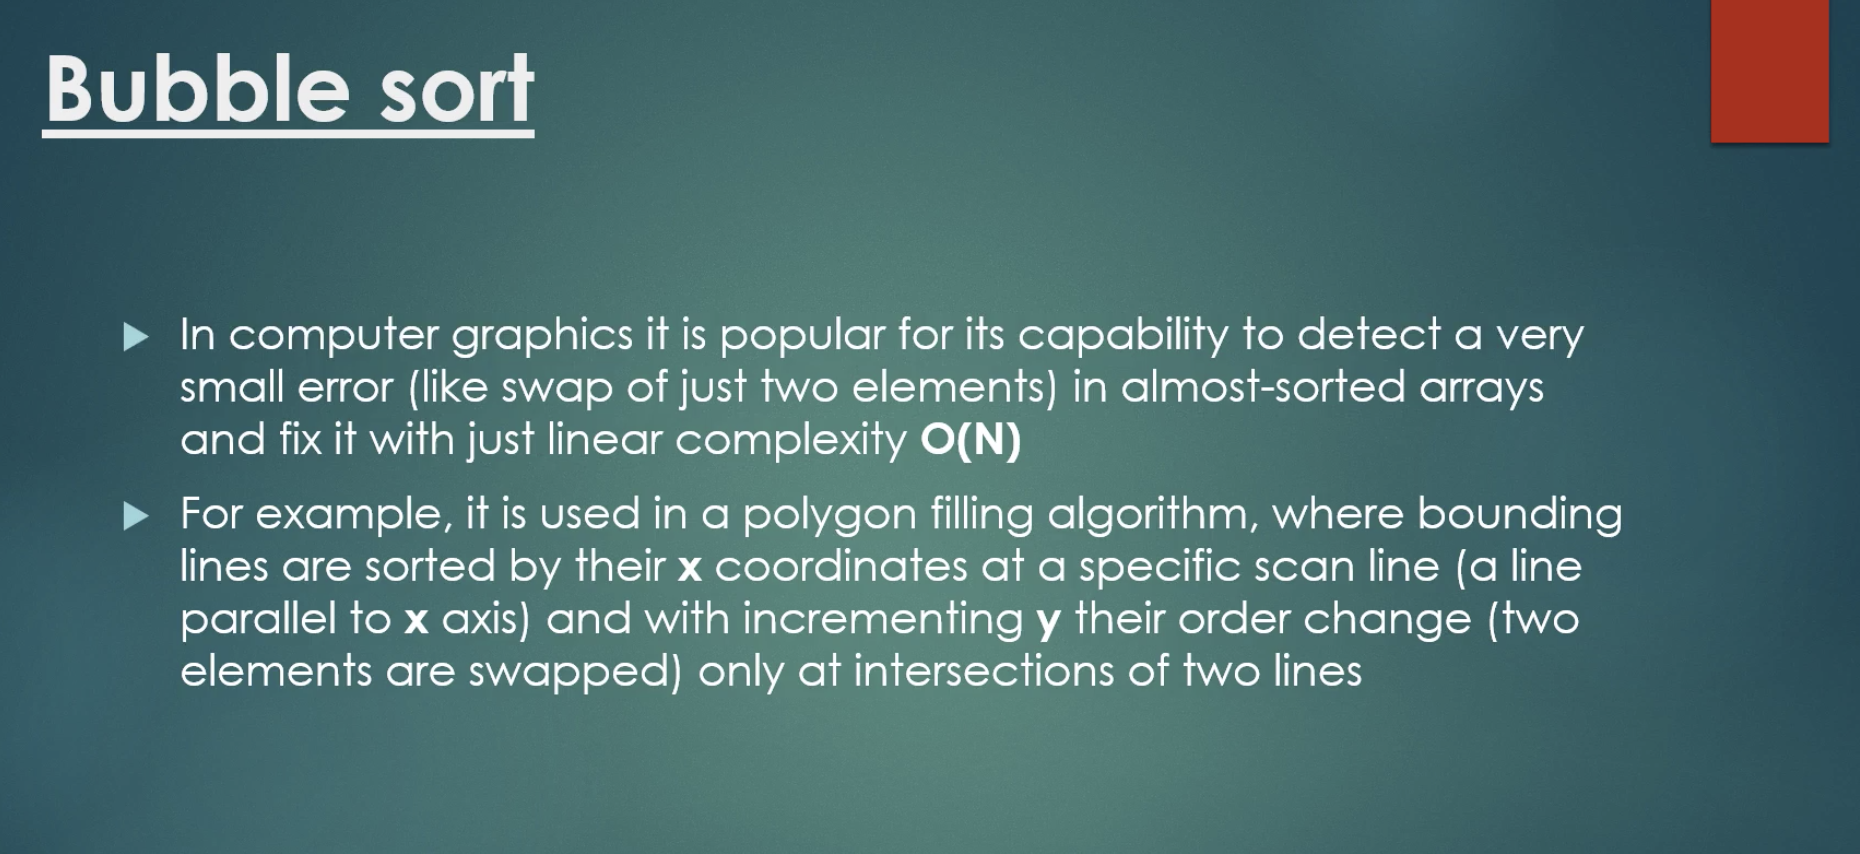 Bubble sort
In computer graphics it is popular for its capability to detect a very
small error (like swap of just two elements) in almost-sorted arrays
and fix it with just linear complexity O(N)
For example, it is used in a polygon filling algorithm, where bounding
lines are sorted by their x coordinates at a specific scan line (a line
parallel to x axis) and with incrementing y their order change (two
elements are swapped) only at intersections of two lines